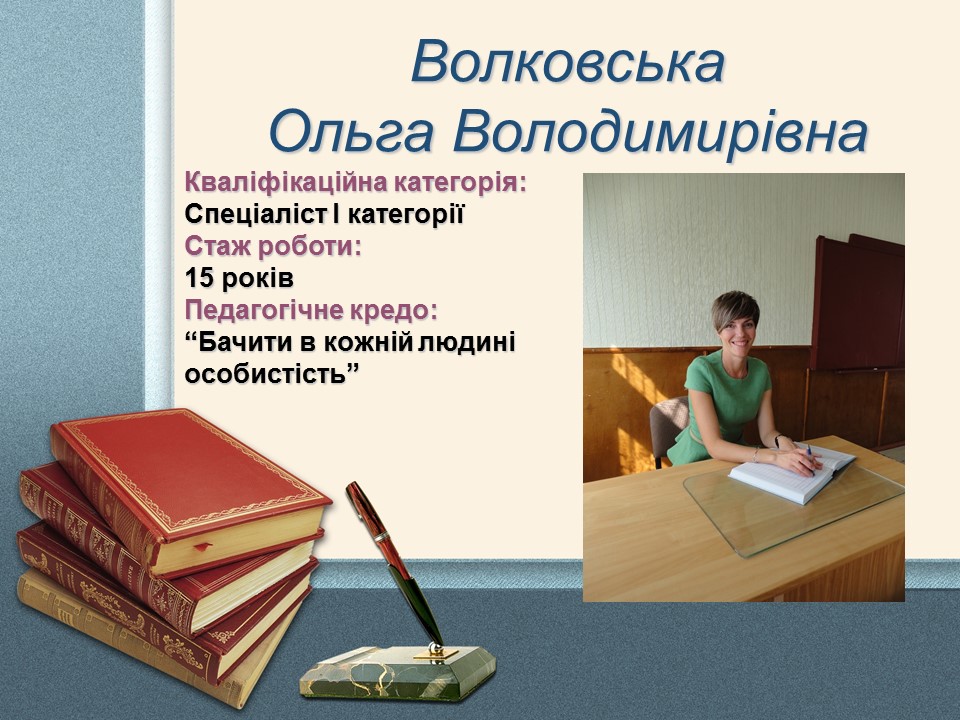 Волковська
Ольга Володимирівна
Кваліфікаційна категорія:
Спеціаліст І категорії
Стаж роботи:
15 років
Педагогічне кредо:
“Бачити в кожній людині
особистість”